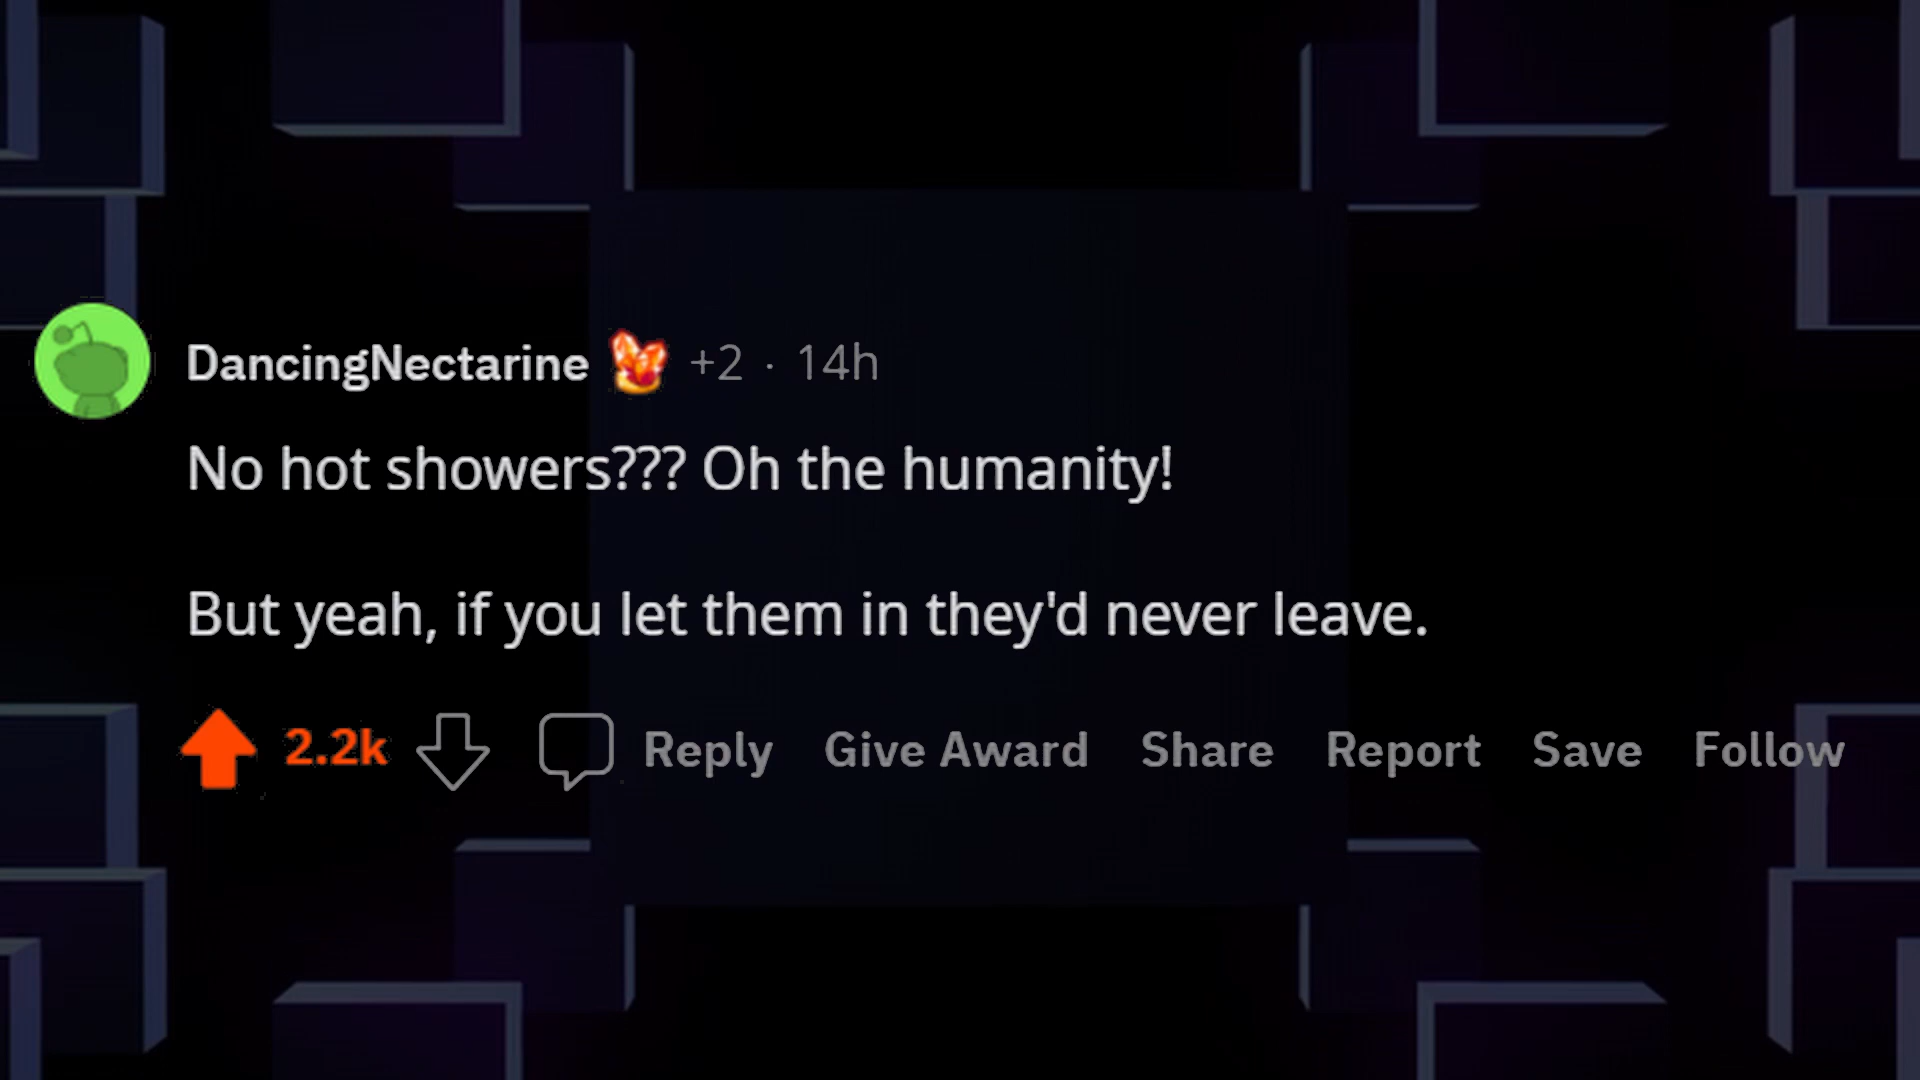 DancingNectarine +2 · 14h
No hot showers??? Oh the humanity!
But yeah, if you let them in they'd never leave.
2.2k Reply Give Award Share Report Save Follow